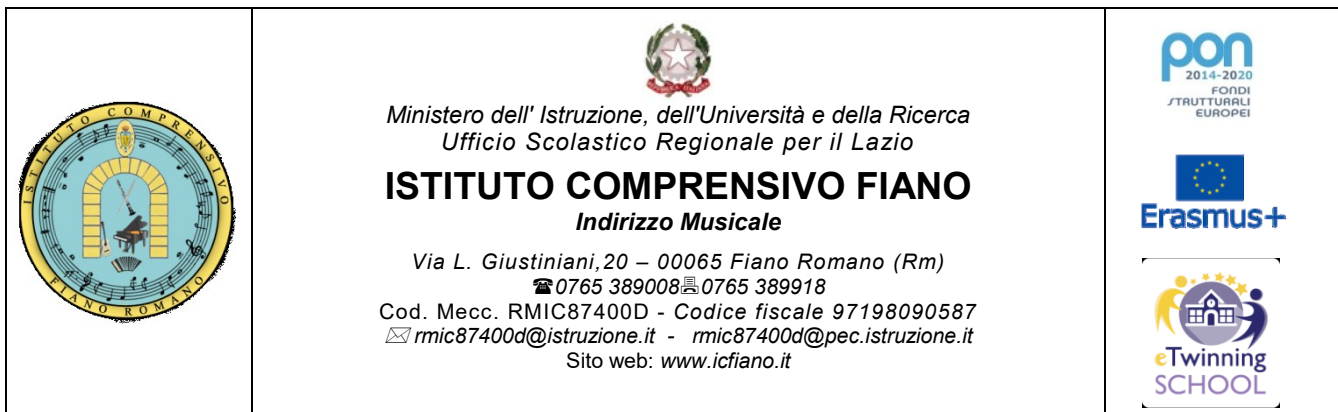 ISTITUTO COMPRENSIVO
FIANO ROMANO
Ministero dell' Istruzione, dell'Università e della Ricerca
Ufficio Scolastico Regionale per il Lazio
ISTITUTO COMPRENSIVO FIANO
Indirizzo Musicale
Via L. Giustiniani,20 – 00065 Fiano Romano (Rm)
☎0765 389008 0765 389918
Cod. Mecc. RMIC87400D - Codice fiscale 97198090587
✉ rmic87400d@istruzione.it - rmic87400d@pec.istruzione.it
Sito web: www.icfiano.it
pon
2014-2020
FONDI
STRUTTURALI
EUROPEI
Erasmus+
eTwinning
SCHOOL